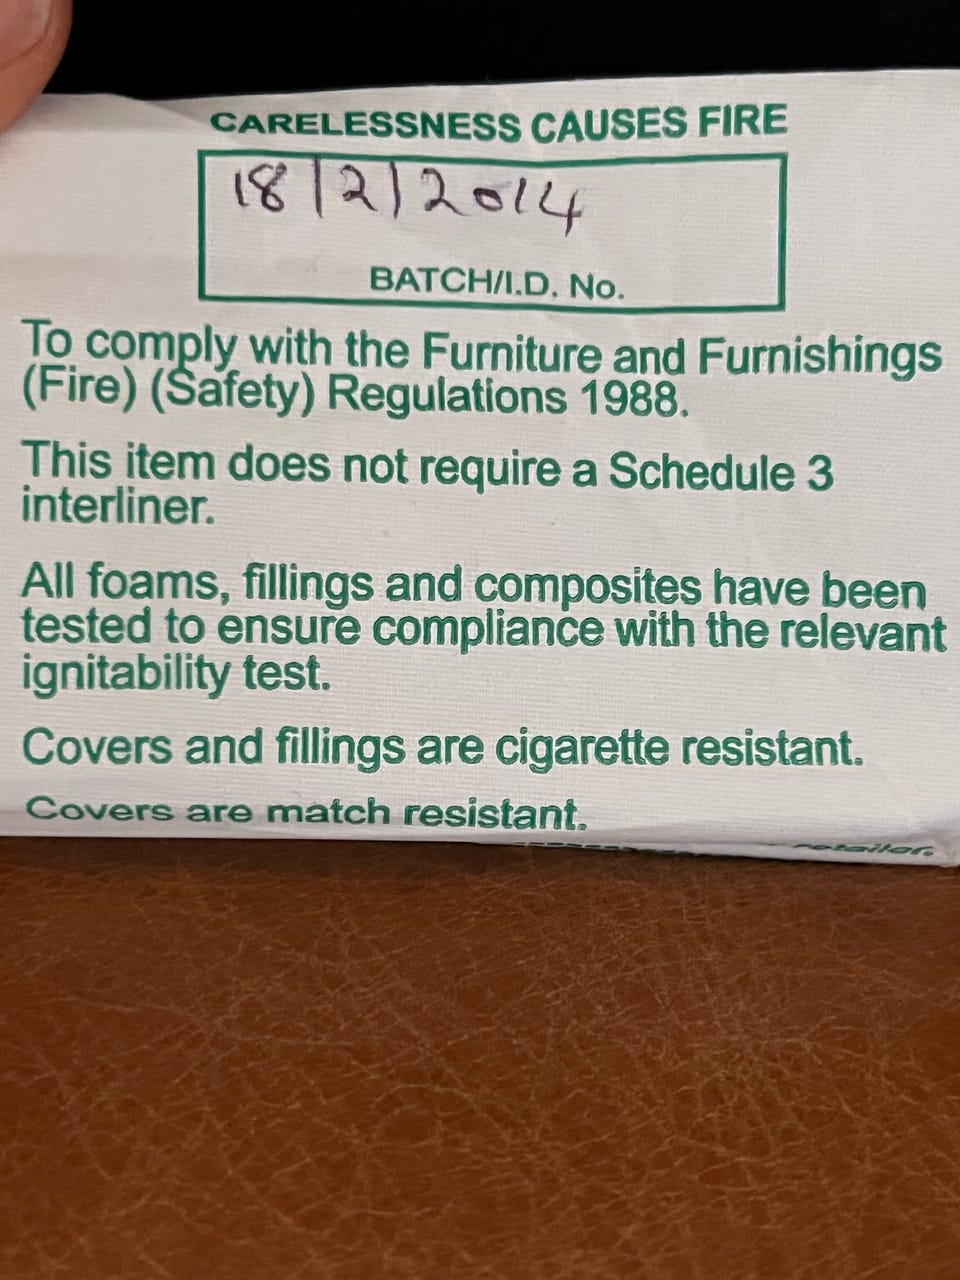 CARELESSNESS CAUSES FIRE
18/2/2014
BATCH/I.D. No.
To comply with the Furniture and Furnishings
(Fire) (Safety) Regulations 1988.
This item does not require a Schedule 3
interliner.
All foams, fillings and composites have been
tested to ensure compliance with the relevant
ignitability test.
Covers and fillings are cigarette resistant.
Covers are match resistant.
retailer.